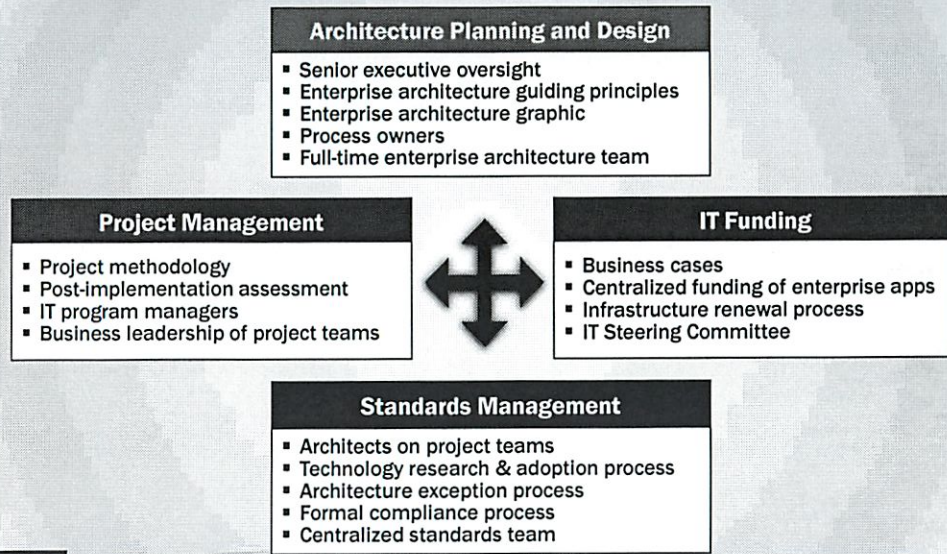 Architecture Planning and Design
▪ Senior executive oversight
▪ Enterprise architecture guiding principles
▪ Enterprise architecture graphic
▪ Process owners
▪ Full-time enterprise architecture team
Project Management
▪ Project methodology
▪ Post-implementation assessment
▪ IT program managers
▪ Business leadership of project teams
IT Funding
▪ Business cases
▪ Centralized funding of enterprise apps
▪ Infrastructure renewal process
▪ IT Steering Committee
Standards Management
▪ Architects on project teams
▪ Technology research & adoption process
▪ Architecture exception process
▪ Formal compliance process
▪ Centralized standards team